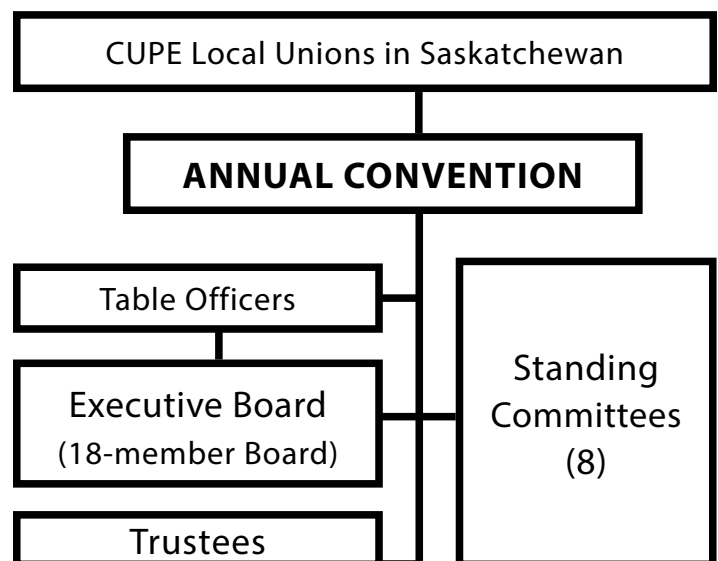 CUPE Local Unions in Saskatchewan
ANNUAL CONVENTION
Table Officers
Executive Board
(18-member Board)
Standing
Committees
(8)
Trustees